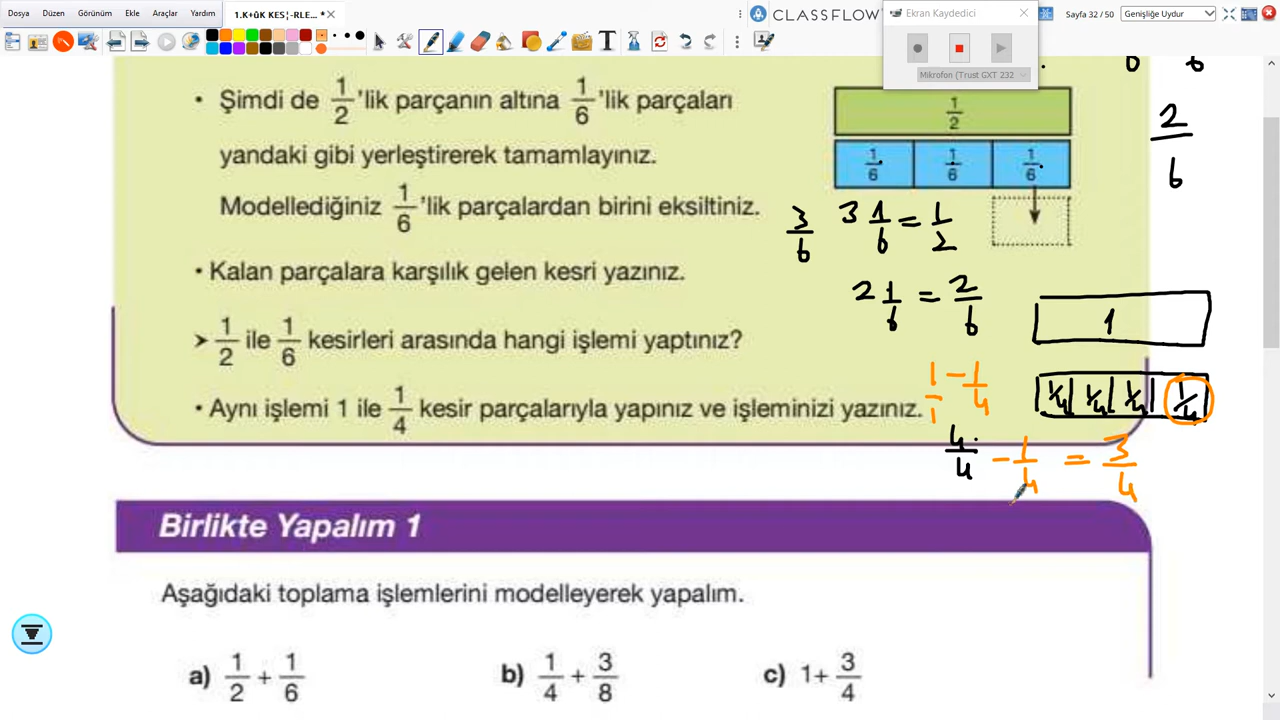 Dosya Düzen Görünüm Ekle Araçlar Yardım
1.K+ûK KES¦-RLE...*
CLASSFLOW
Ekran Kaydedici
Sayfa 32 / 50
Genişliğe Uydur
Mikrofon (Trust GXT 232
• Şimdi de 1/2 'lik parçanın altına 1/6 'lik parçaları
yandaki gibi yerleştirerek tamamlayınız.
Modellediğiniz 1/6 'lik parçalardan birini eksiltiniz.
• Kalan parçalara karşılık gelen kesri yazınız.
➤ 1/2 ile 1/6 kesirleri arasında hangi işlemi yaptınız?
• Aynı işlemi 1 ile 1/4 kesir parçalarıyla yapınız ve işleminizi yazınız.
1/2
1/6 1/6 1/6
2/6
3/6 3 1/6 = 1/2
2 1/6 = 2/6
1
1/1 - 1/4
1/4 1/4 1/4 1/4
4/4 - 1/4 = 3/4
Birlikte Yapalım 1
Aşağıdaki toplama işlemlerini modelleyerek yapalım.
a) 1/2 + 1/6 b) 1/4 + 3/8 c) 1+ 3/4